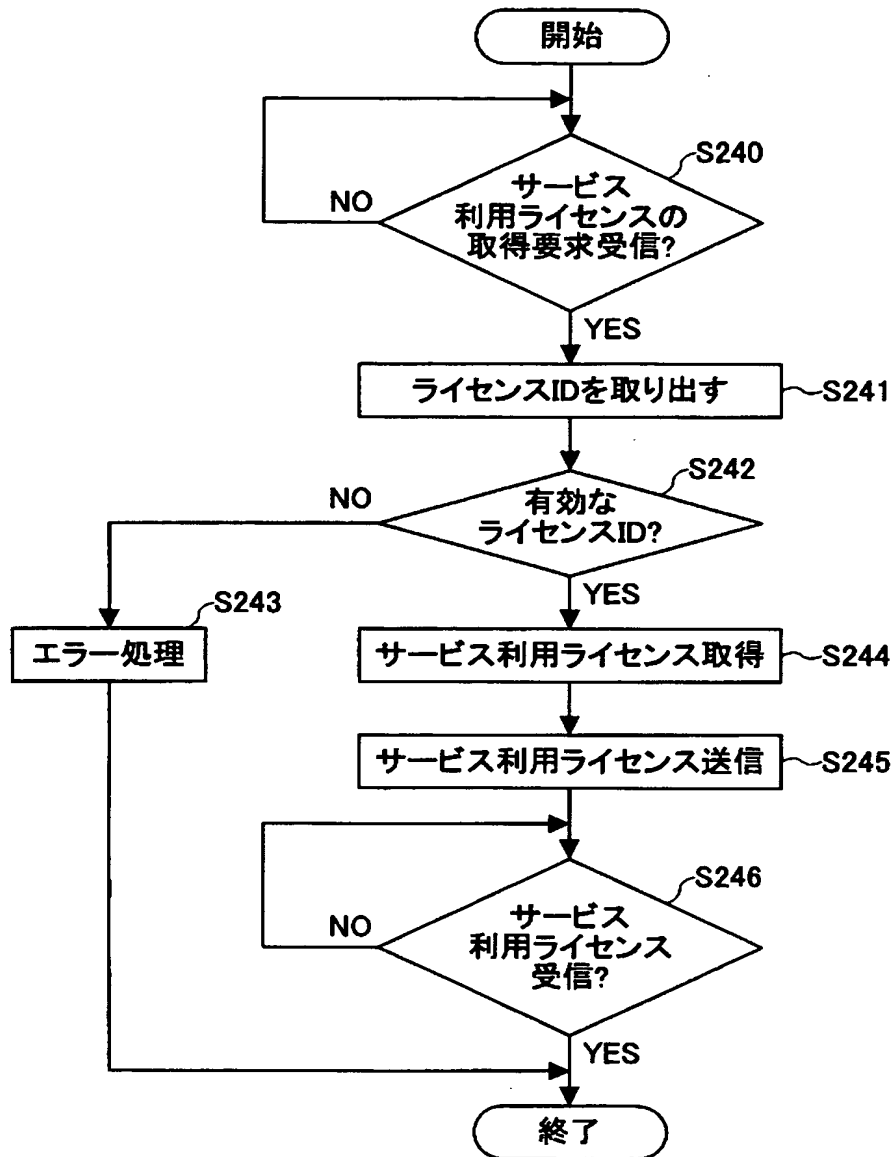 開始
S240
サービス
利用ライセンスの
取得要求受信?
NO
YES
ライセンスIDを取り出す
S241
S242
有効な
ライセンスID?
NO
YES
S243
エラー処理
サービス利用ライセンス取得
S244
サービス利用ライセンス送信
S245
S246
サービス
利用ライセンス
受信?
NO
YES
終了